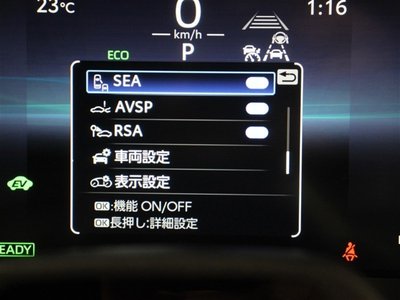 23℃
0
1:16
km/h
ECO
P
SEA
AVSP
RSA
車両設定
表示設定
OK:機能 ON/OFF
OK長押し:詳細設定
EV
READY